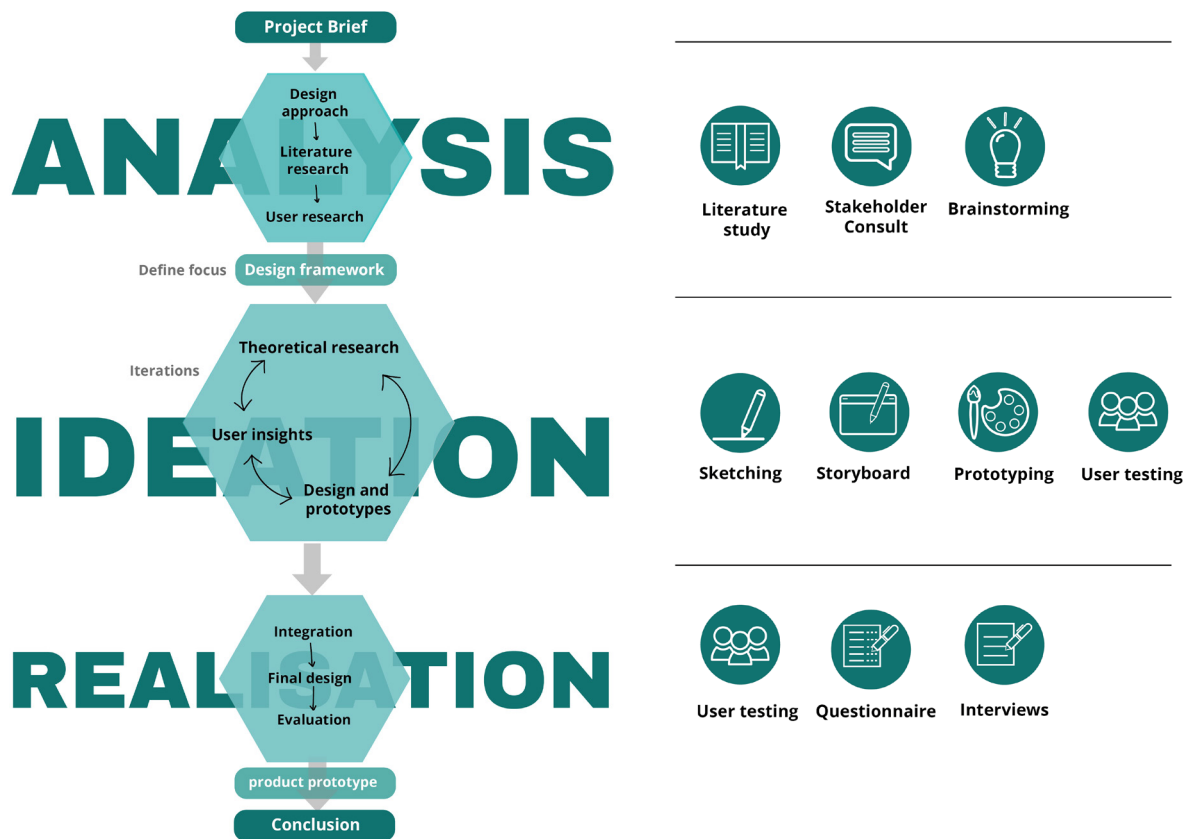 Project Brief
ANALYSIS
Design
approach
Literature
research
User research
Literature
study
Stakeholder
Consult
Brainstorming
Define focus
Design framework
IDEATION
Iterations
Theoretical research
User insights
Design and
prototypes
Sketching
Storyboard
Prototyping
User testing
REALISATION
Integration
Final design
Evaluation
User testing
Questionnaire
Interviews
product prototype
Conclusion